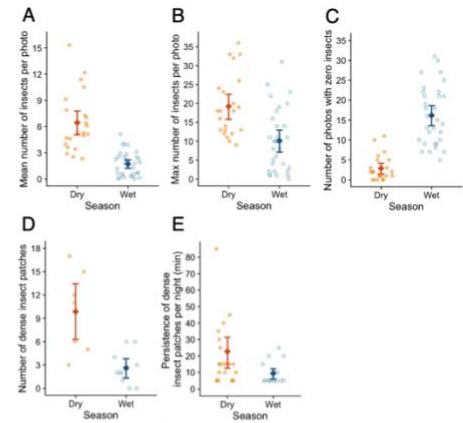 A
Mean number of insects per photo
15
12
9
6
3
0
Dry Wet
Season
B
Max number of insects per photo
35
30
25
20
15
10
5
0
Dry Wet
Season
C
Number of photos with zero insects
35
30
25
20
15
10
5
0
Dry Wet
Season
D
Number of dense insect patches
18
15
12
9
6
3
0
Dry Wet
Season
E
Persistence of dense
insect patches per night (min)
80
70
60
50
40
30
20
10
0
Dry Wet
Season